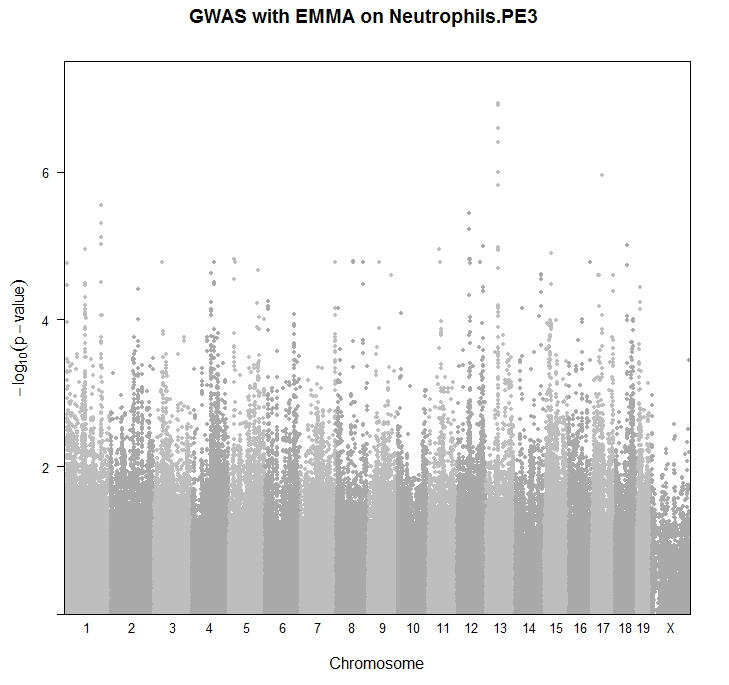 GWAS with EMMA on Neutrophils.PE3
6
4
2
−log10(p − value)
1 2 3 4 5 6 7 8 9 10 11 12 13 14 15 16 17 18 19 X
Chromosome